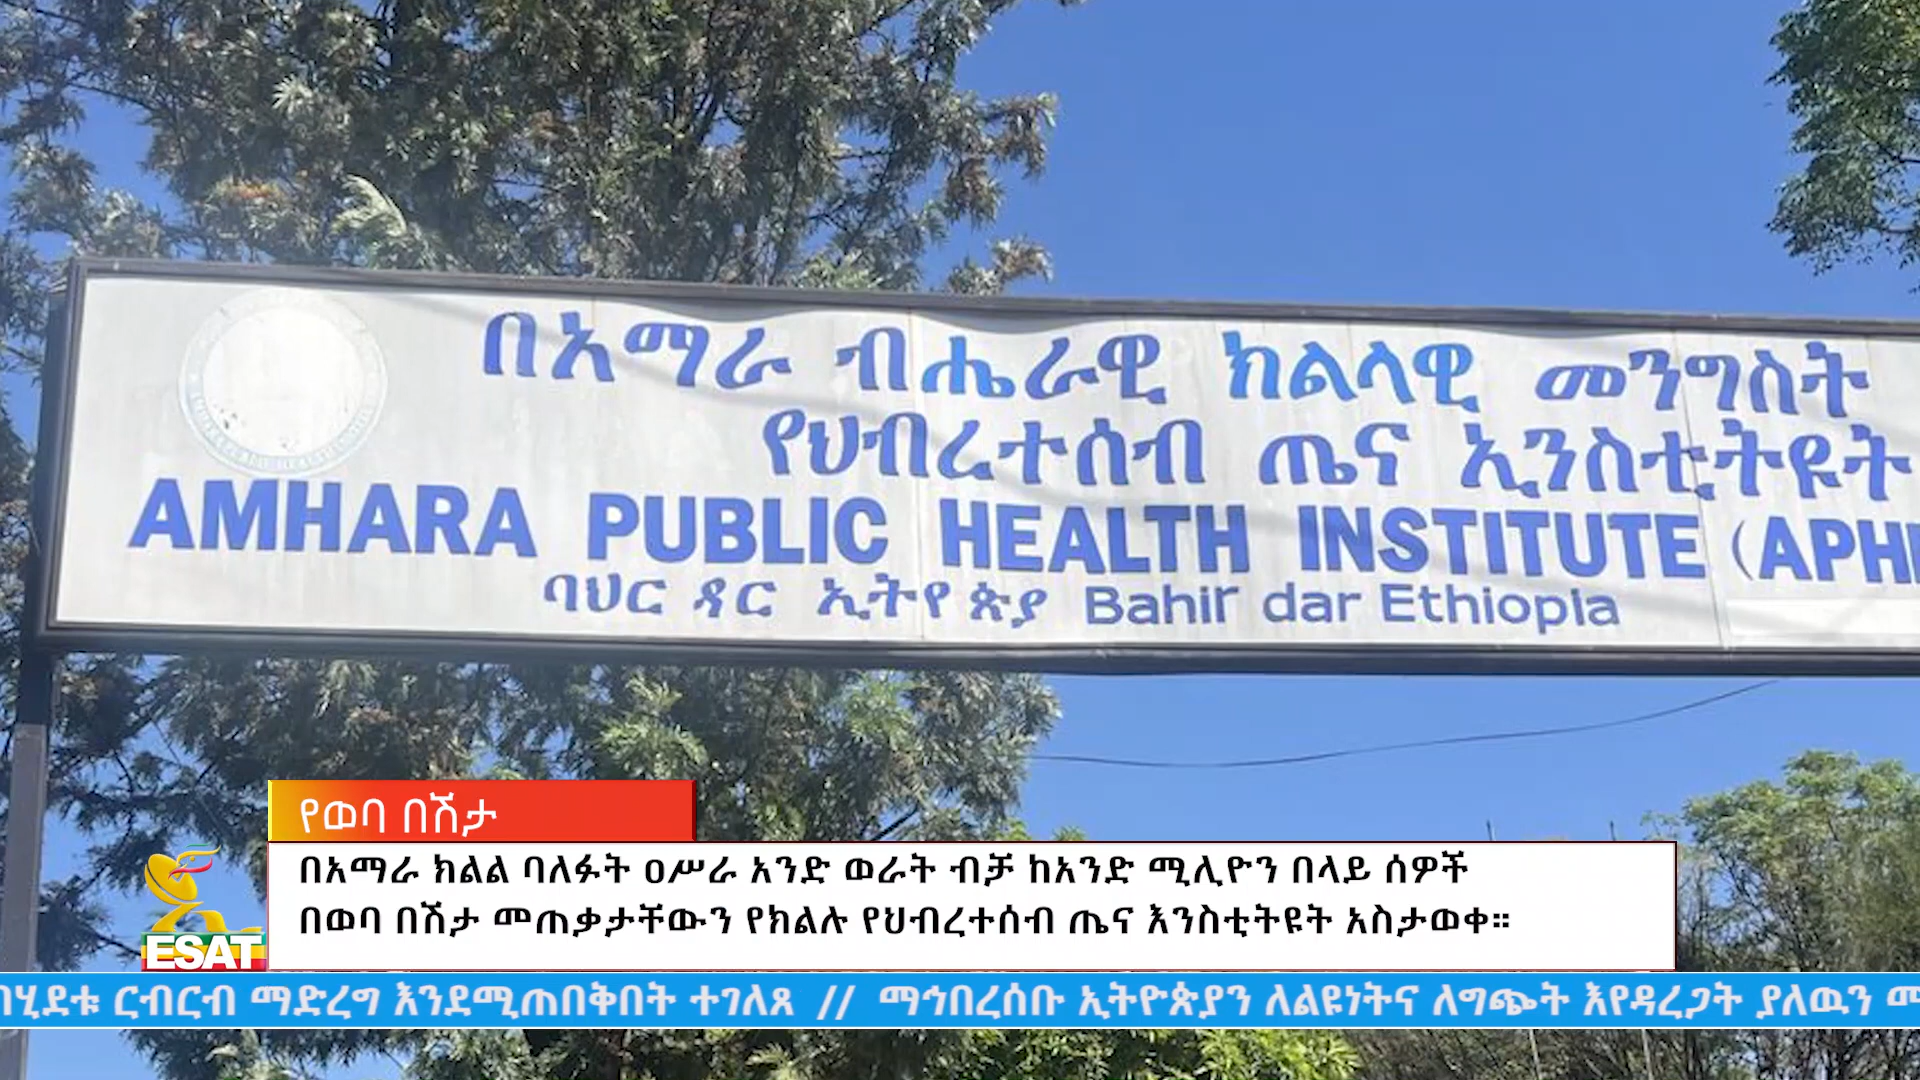 በአማራ ብሔራዊ ክልላዊ መንግስት
የህብረተሰብ ጤና ኢንስቲትዩት
AMHARA PUBLIC HEALTH INSTITUTE (APHI
ባህር ዳር ኢትዮጵያ Bahir dar Ethiopia
የወባ በሽታ
በአማራ ክልል ባለፉት ዐሥራ አንድ ወራት ብቻ ከአንድ ሚሊዮን በላይ ሰዎች
በወባ በሽታ መጠቃታቸውን የክልሉ የህብረተሰብ ጤና እንስቲትዩት አስታወቀ።
ESAT
ርብርብ ማድረግ እንደሚጠበቅበት ተገለጸ // ማኅበረሰቡ ኢትዮጵያን ለልዩነትና ለግጭት እየዳረጋት ያለዉን